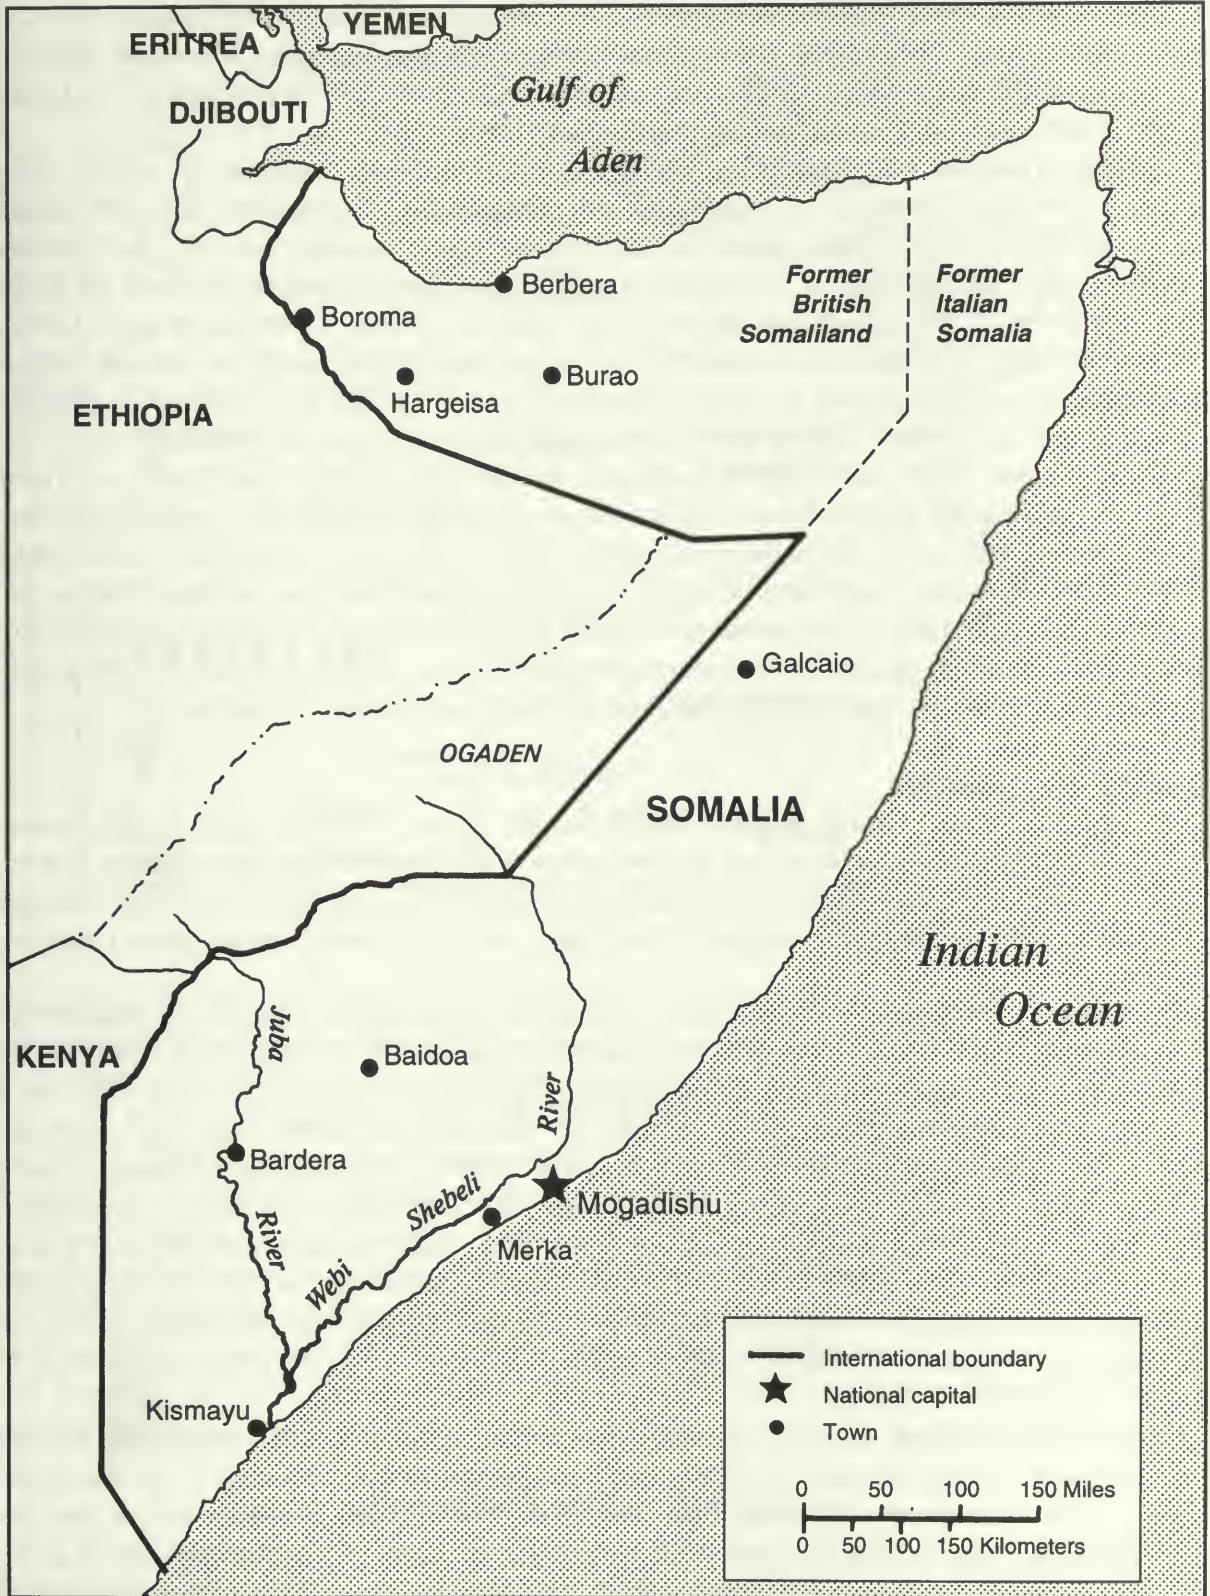 YEMEN
ERITREA
Gulf of
Aden
DJIBOUTI
Berbera
Former
British
Somaliland
Former
Italian
Somalia
Boroma
Hargeisa
Burao
ETHIOPIA
Galcaio
OGADEN
SOMALIA
Indian
Ocean
KENYA
Juba
Baidoa
River
Bardera
Shebeli
Mogadishu
River
Merka
Webi
Kismayu
International boundary
National capital
Town
0 50 100 150 Miles
0 50 100 150 Kilometers